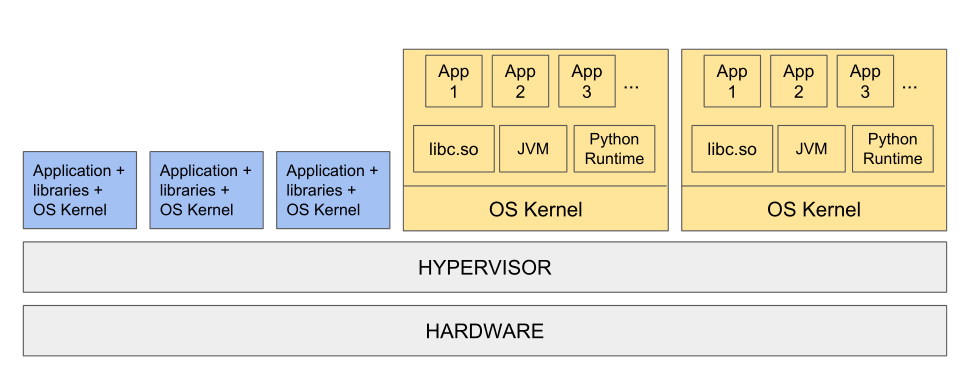 App
1
App
2
App
3
...
App
1
App
2
App
3
...
libc.so
JVM
Python
Runtime
libc.so
JVM
Python
Runtime
Application +
libraries +
OS Kernel
Application +
libraries +
OS Kernel
Application +
libraries +
OS Kernel
OS Kernel
OS Kernel
HYPERVISOR
HARDWARE